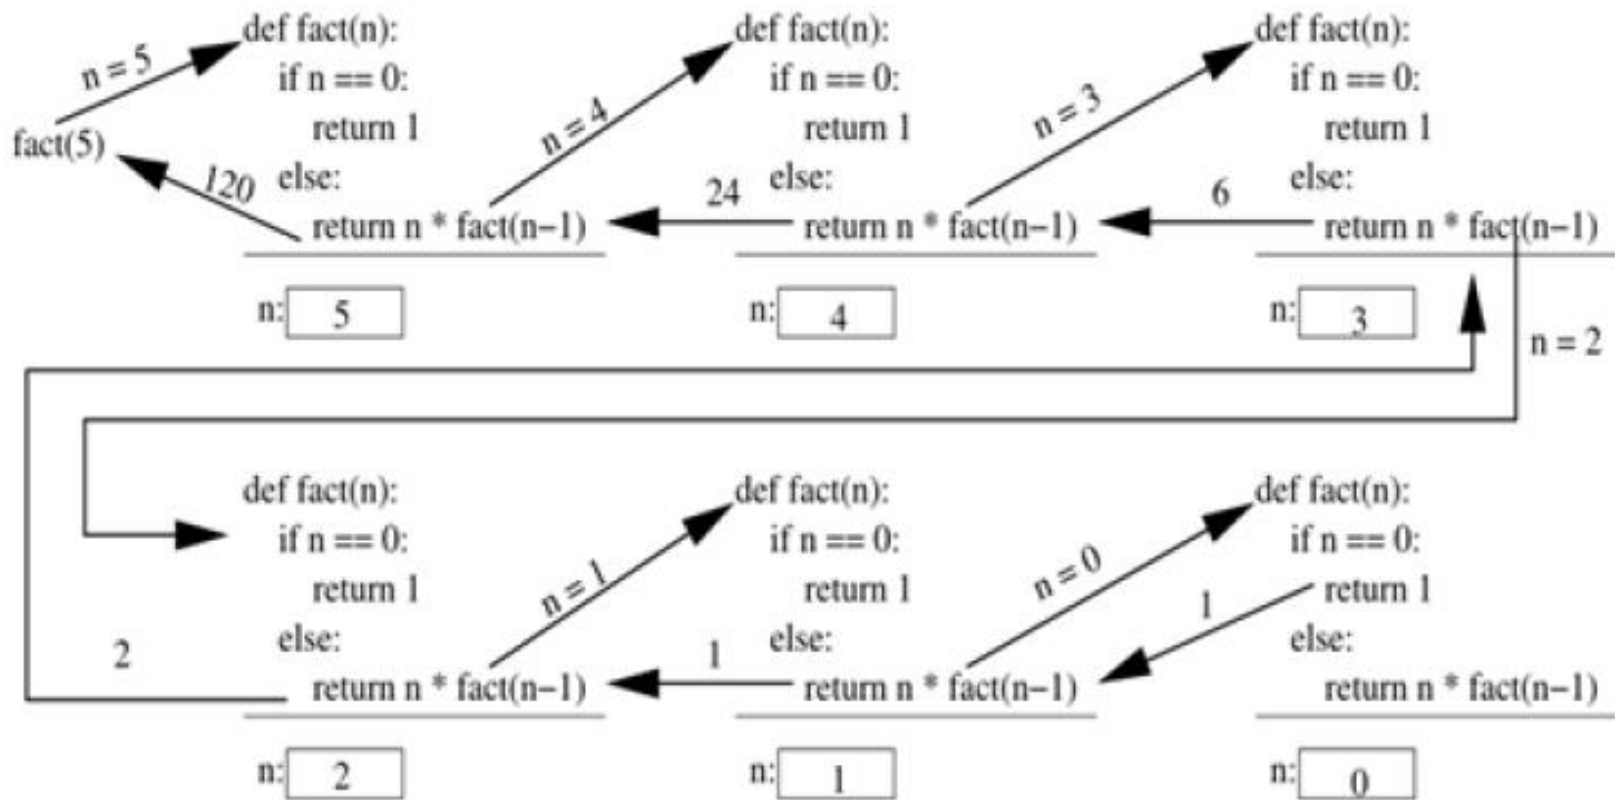 n = 5
fact(5)
120
def fact(n):
if n == 0:
return 1
else:
return n * fact(n−1)
n: 5
n = 4
24
def fact(n):
if n == 0:
return 1
else:
return n * fact(n−1)
n: 4
n = 3
6
def fact(n):
if n == 0:
return 1
else:
return n * fact(n−1)
n: 3
n = 2
2
def fact(n):
if n == 0:
return 1
else:
return n * fact(n−1)
n: 2
n = 1
1
def fact(n):
if n == 0:
return 1
else:
return n * fact(n−1)
n: 1
n = 0
1
def fact(n):
if n == 0:
return 1
else:
return n * fact(n−1)
n: 0